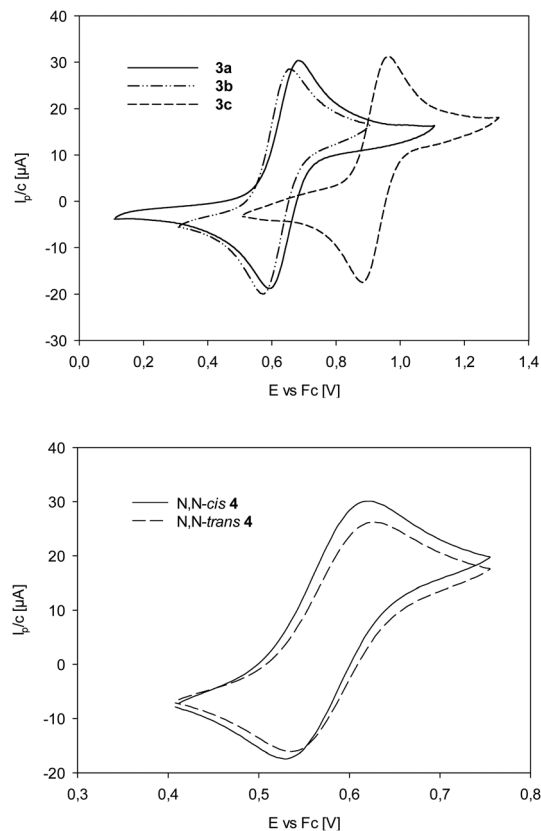 40
30
20
10
0
-10
-20
-30
I_p/c [µA]
3a
3b
3c
0,0 0,2 0,4 0,6 0,8 1,0 1,2 1,4
E vs Fc [V]
40
30
20
10
0
-10
-20
I_p/c [µA]
N,N-cis 4
N,N-trans 4
0,3 0,4 0,5 0,6 0,7 0,8
E vs Fc [V]